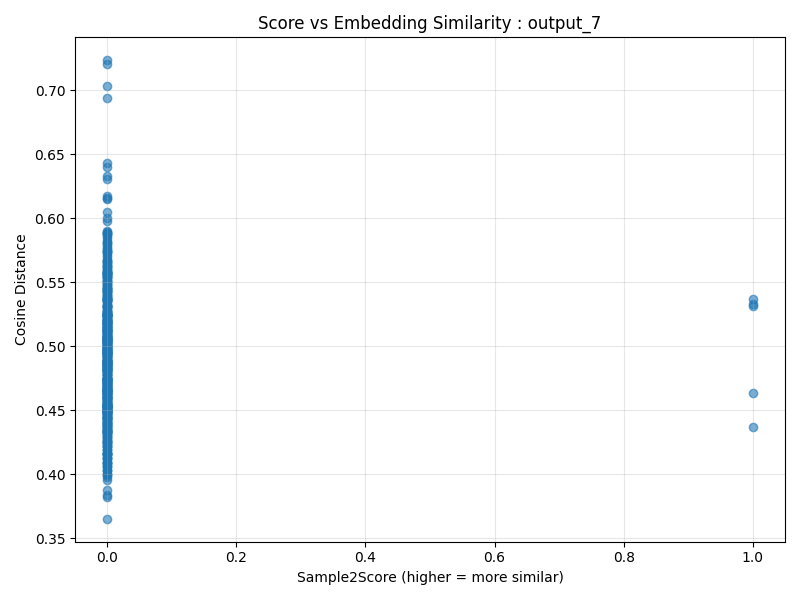 Score vs Embedding Similarity : output_7
Cosine Distance
0.70
0.65
0.60
0.55
0.50
0.45
0.40
0.35
0.0 0.2 0.4 0.6 0.8 1.0
Sample2Score (higher = more similar)